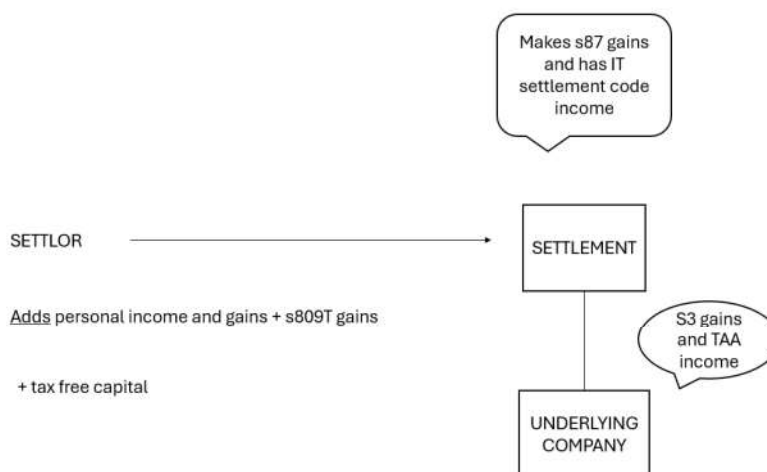 Makes s87 gains
and has IT
settlement code
income
SETTLOR
SETTLEMENT
Adds personal income and gains + s809T gains
S3 gains
and TAA
income
+ tax free capital
UNDERLYING
COMPANY